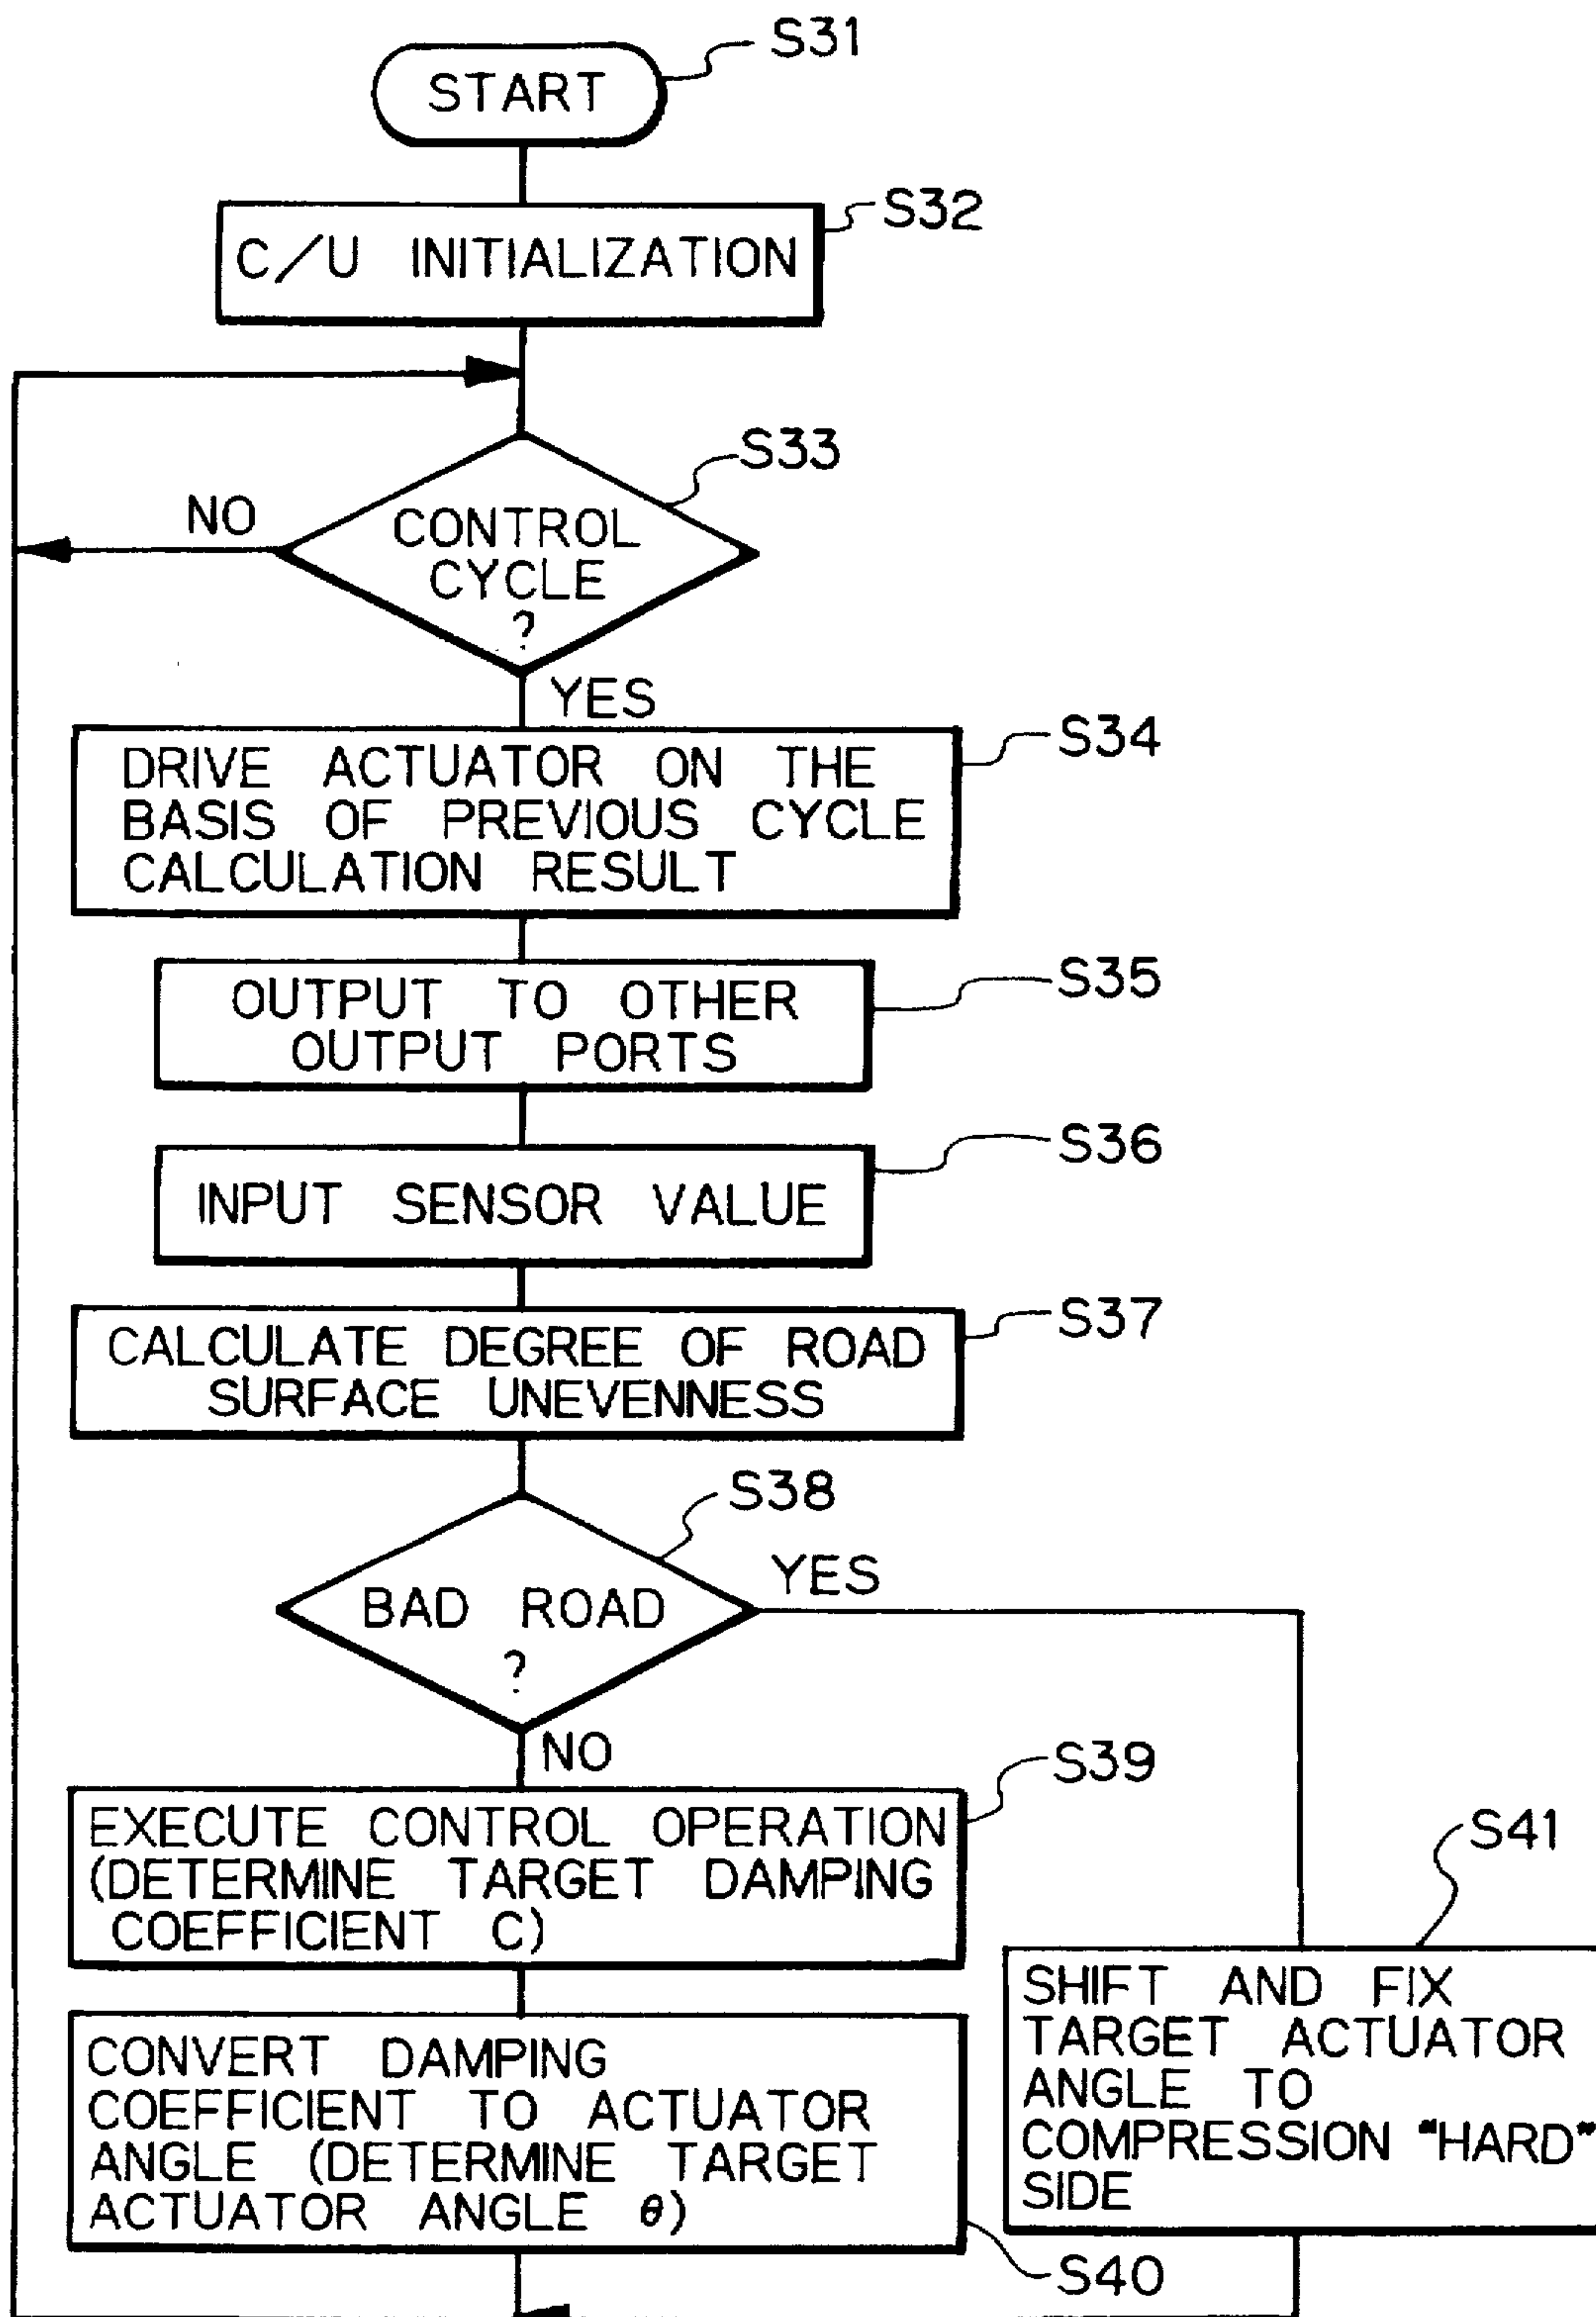 START
S31
C/U INITIALIZATION
S32
S33
NO
CONTROL
CYCLE
?
YES
S34
DRIVE ACTUATOR ON THE
BASIS OF PREVIOUS CYCLE
CALCULATION RESULT
S35
OUTPUT TO OTHER
OUTPUT PORTS
S36
INPUT SENSOR VALUE
S37
CALCULATE DEGREE OF ROAD
SURFACE UNEVENNESS
S38
YES
BAD ROAD
?
NO
S39
EXECUTE CONTROL OPERATION
(DETERMINE TARGET DAMPING
COEFFICIENT C)
S41
SHIFT AND FIX
TARGET ACTUATOR
ANGLE TO
COMPRESSION "HARD"
SIDE
CONVERT DAMPING
COEFFICIENT TO ACTUATOR
ANGLE (DETERMINE TARGET
ACTUATOR ANGLE θ)
S40